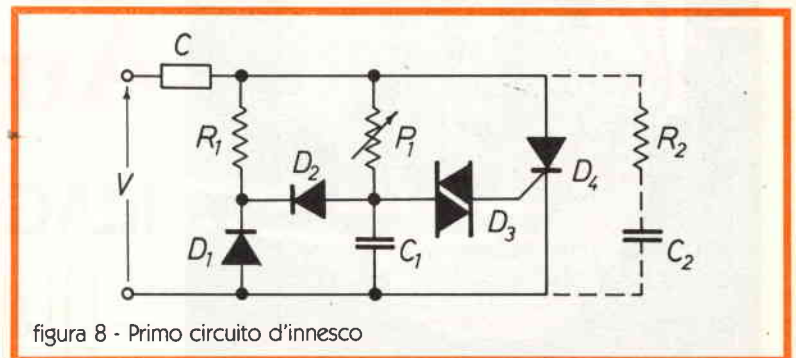 C
R₁
P₁
R₂
D₂
D₄
V
D₃
D₁
C₁
C₂
figura 8 - Primo circuito d'innesco